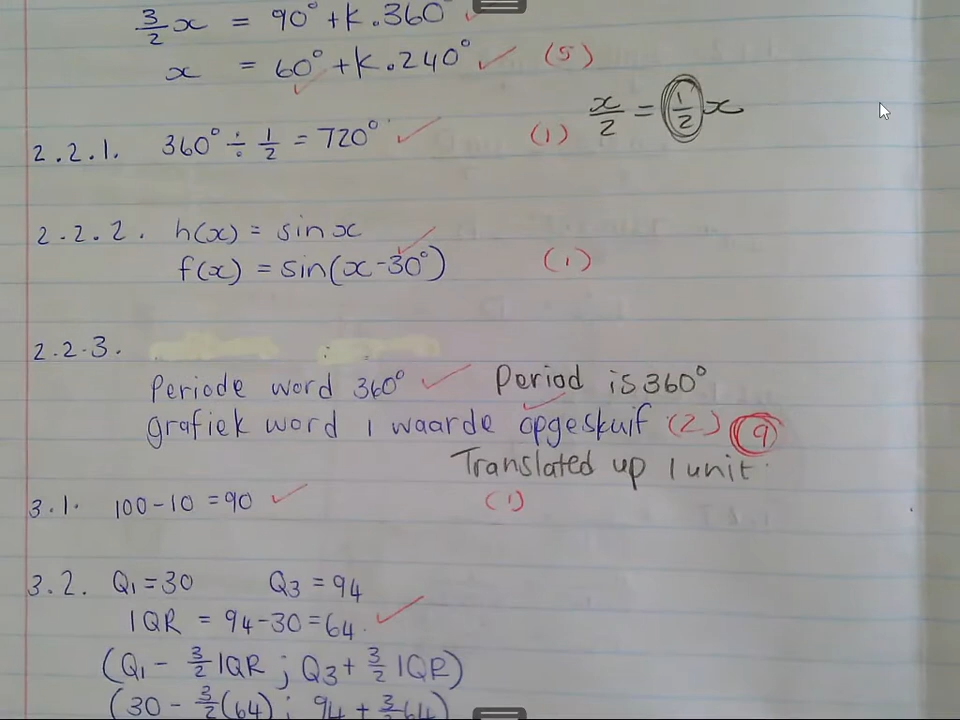 3/2 x = 90° + k.360°
x = 60° + k.240° (5)
x/2 = 1/2 x
2.2.1. 360° ÷ 1/2 = 720° (1)
2.2.2. h(x) = sin x
f(x) = sin(x-30°) (1)
2.2.3.
Periode word 360° Period is 360°
grafiek word 1 waarde opgeskuif (2) 9
Translated up 1 unit.
3.1. 100-10 = 90 (1)
3.2. Q1 = 30 Q3 = 94
IQR = 94-30 = 64.
(Q1 - 3/2 IQR ; Q3 + 3/2 IQR)
(30 - 3/2(64) ; 94 + 3/2 64)